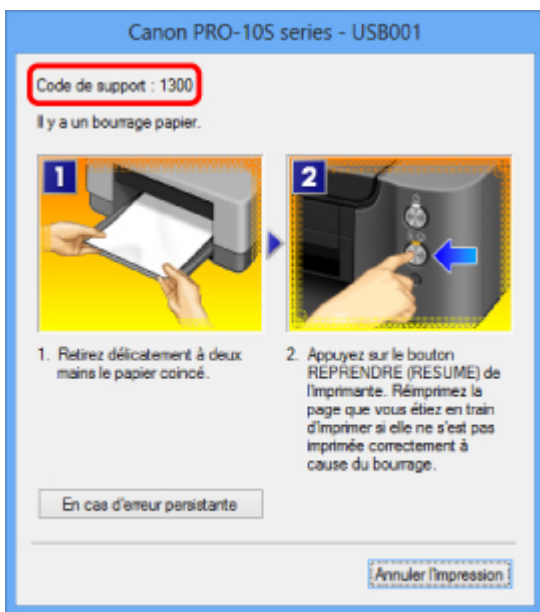 Canon PRO-10S series - USB001
Code de support : 1300
Il y a un bourrage papier.
1
2
1. Retirez délicatement à deux
mains le papier coincé.
2. Appuyez sur le bouton
REPRENDRE (RESUME) de
l'imprimante. Réimprimez la
page que vous étiez en train
d'imprimer si elle ne s'est pas
imprimée correctement à
cause du bourrage.
En cas d'erreur persistante
Annuler l'impression